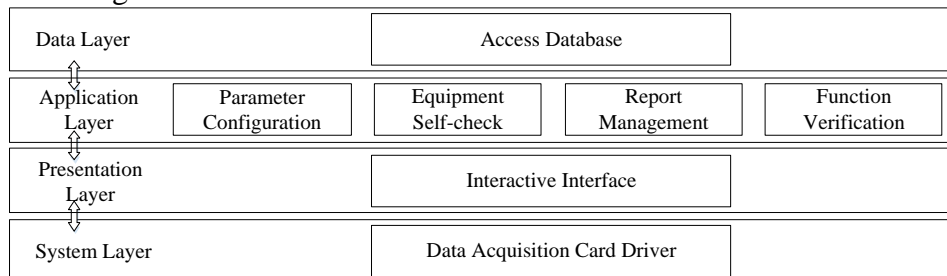 Data Layer
Access Database
Application
Layer
Parameter
Configuration
Equipment
Self-check
Report
Management
Function
Verification
Presentation
Layer
Interactive Interface
System Layer
Data Acquisition Card Driver